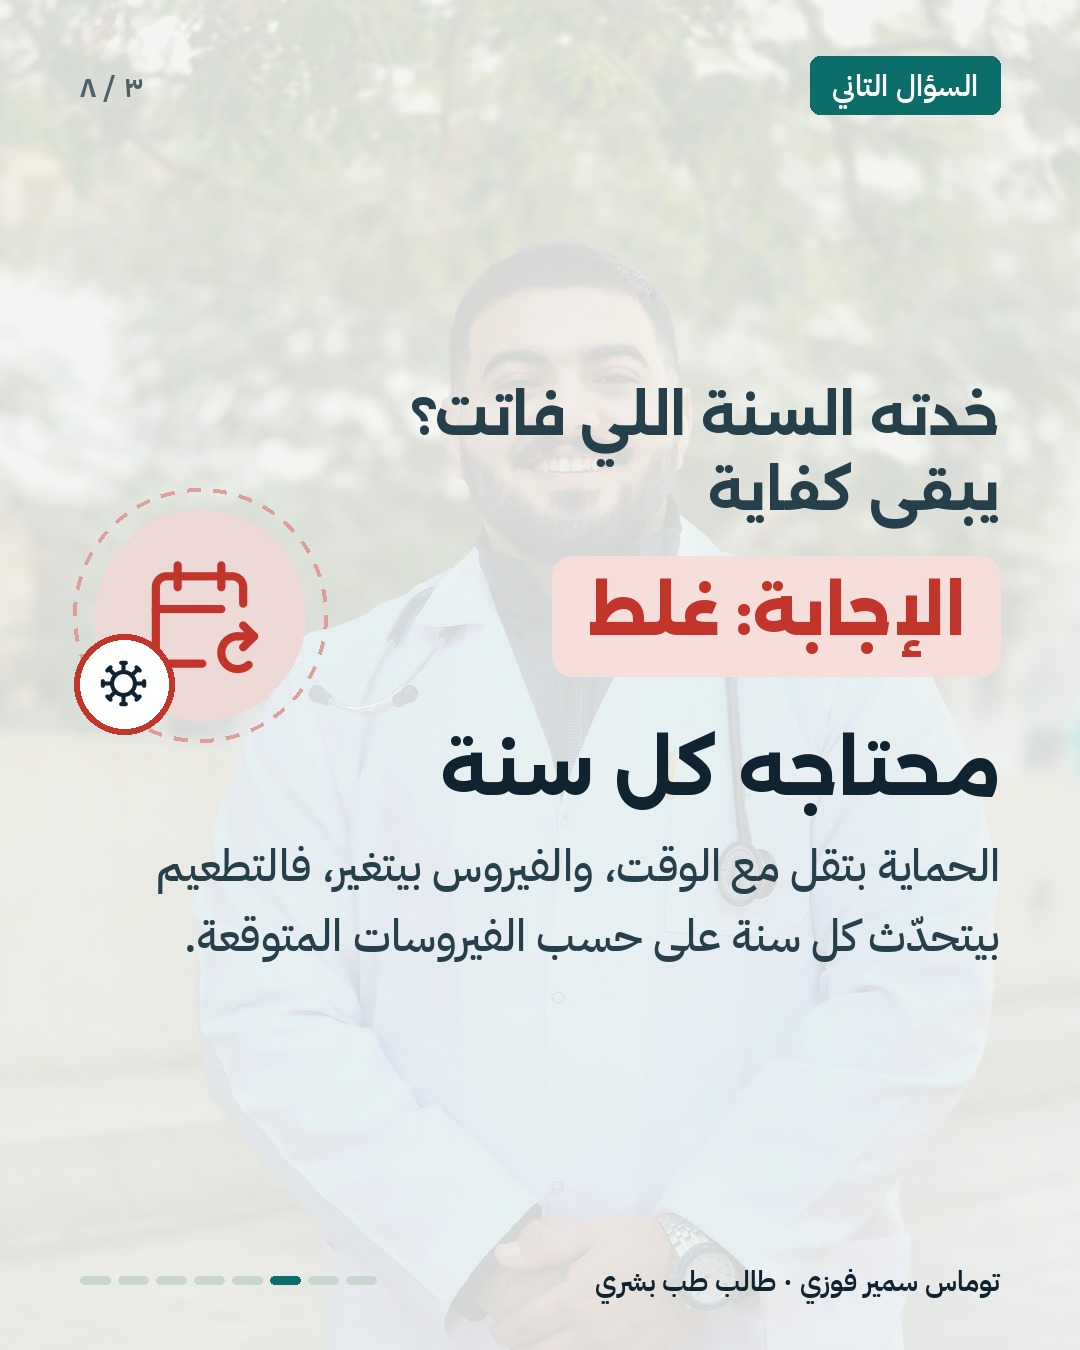 السؤال التاني
٣ / ٨
خدته السنة اللي فاتت؟
يبقى كفاية
الإجابة: غلط
محتاجه كل سنة
الحماية بتقل مع الوقت، والفيروس بيتغير، فالتطعيم
بيتحدّث كل سنة على حسب الفيروسات المتوقعة.
توماس سمير فوزي · طالب طب بشري